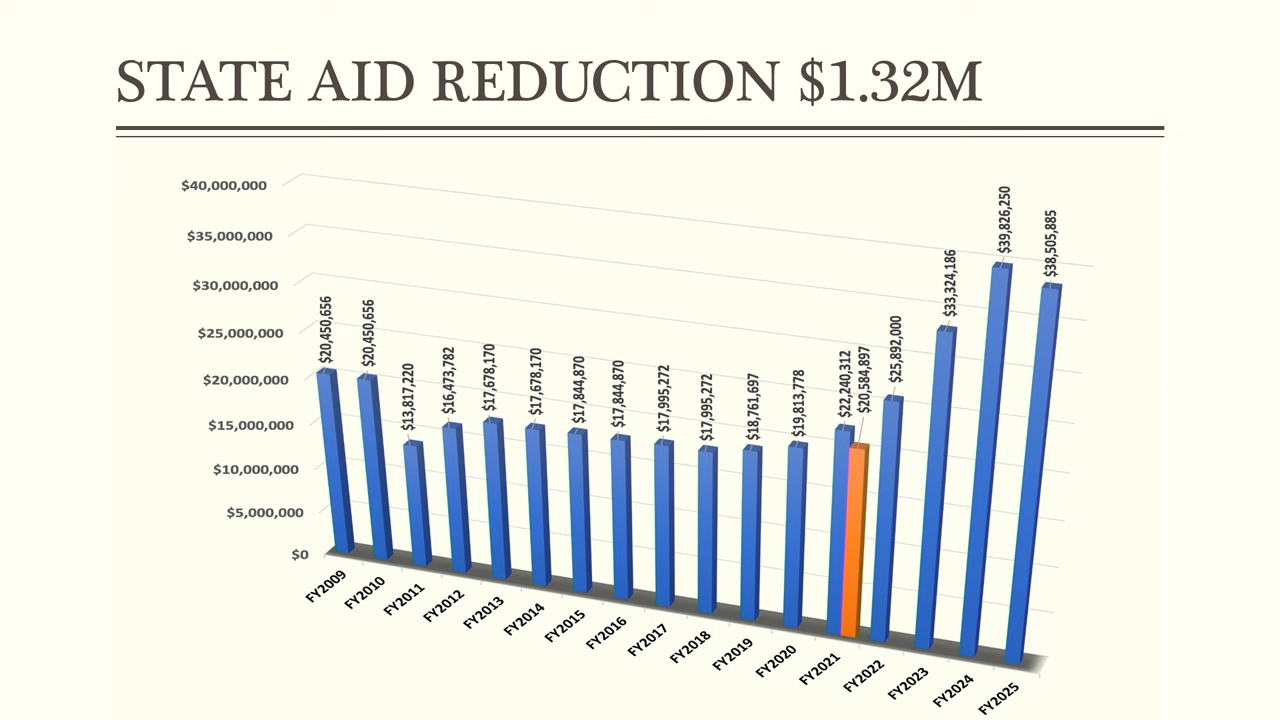 STATE AID REDUCTION $1.32M
$40,000,000
$35,000,000
$30,000,000
$25,000,000
$20,000,000
$15,000,000
$10,000,000
$5,000,000
$0
$20,450,656
$20,450,656
$13,817,220
$16,473,782
$17,678,170
$17,678,170
$17,844,870
$17,844,870
$17,995,272
$17,995,272
$18,761,697
$19,813,778
$22,240,312
$20,584,897
$25,892,000
$33,324,186
$39,826,250
$38,505,885
FY2009
FY2010
FY2011
FY2012
FY2013
FY2014
FY2015
FY2016
FY2017
FY2018
FY2019
FY2020
FY2021
FY2022
FY2023
FY2024
FY2025